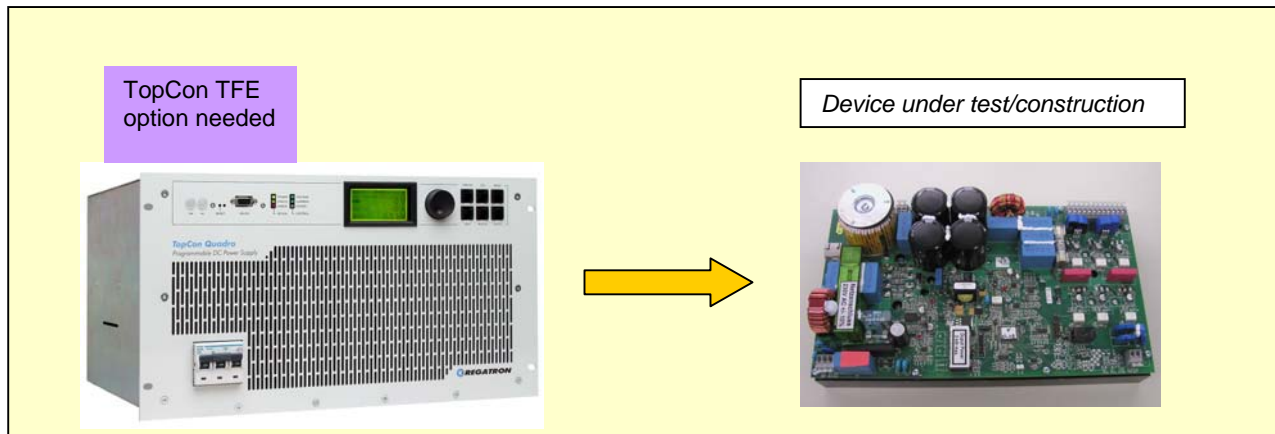 TopCon TFE
option needed
Device under test/construction
TopCon Quadro
Programmable DC Power Supply
REGATRON